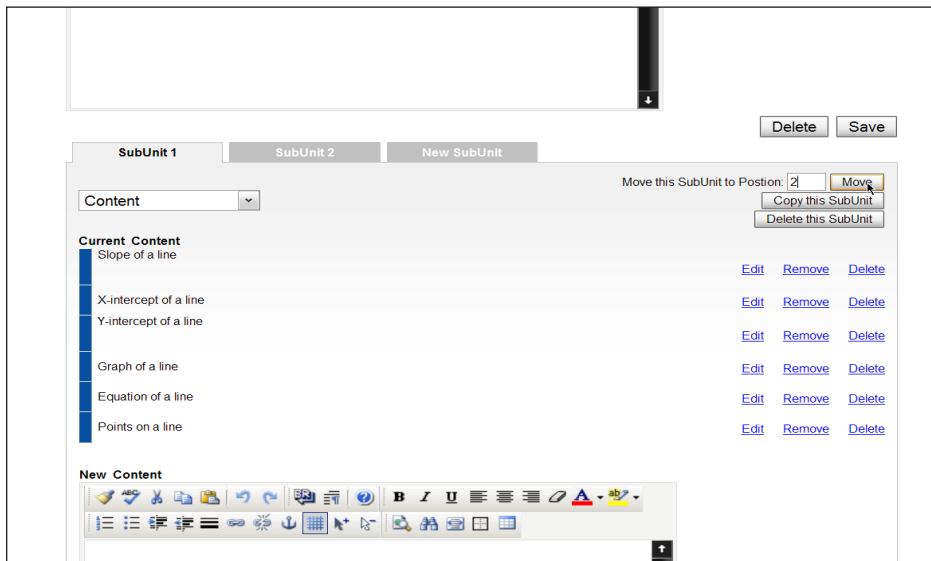 Delete Save
SubUnit 1 SubUnit 2 New SubUnit
Move this SubUnit to Postion: 2 Move
Content
Copy this SubUnit
Delete this SubUnit
Current Content
Slope of a line
Edit Remove Delete
X-intercept of a line Edit Remove Delete
Y-intercept of a line
Edit Remove Delete
Graph of a line Edit Remove Delete
Equation of a line Edit Remove Delete
Points on a line Edit Remove Delete
New Content
ABC B I U A ab